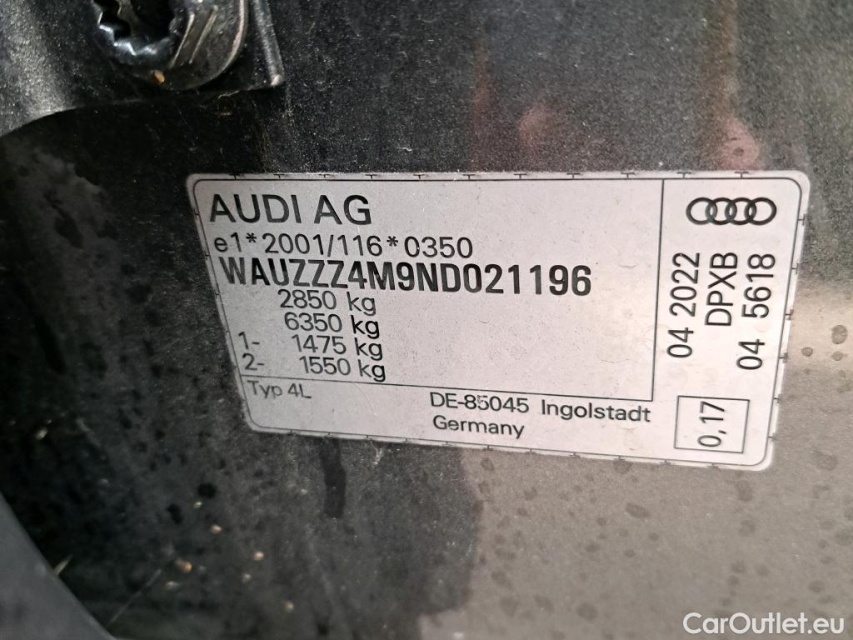 AUDI AG
e1*2001/116*0350
WAUZZZ4M9ND021196
2850 kg
6350 kg
1- 1475 kg
2- 1550 kg
Typ 4L
DE-85045 Ingolstadt
Germany
04 2022
DPXB
04 5618
0,17
CarOutlet.eu